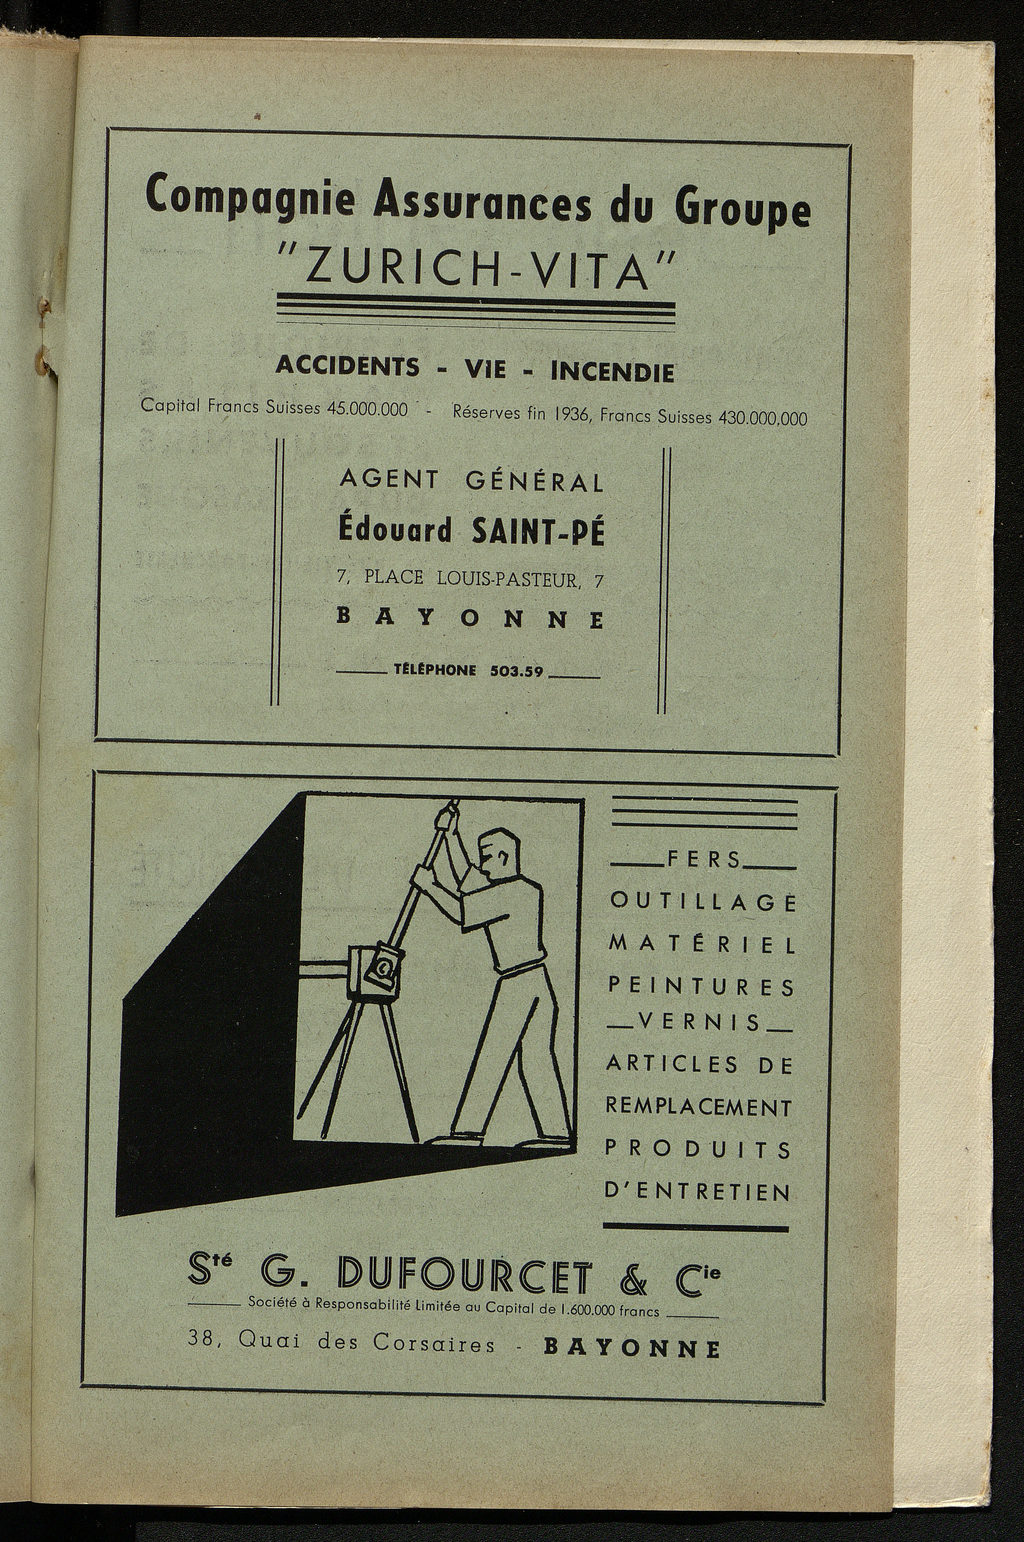 Compagnie Assurances du Groupe
"ZURICH-VITA"
ACCIDENTS - VIE - INCENDIE
Capital Francs Suisses 45.000.000 - Réserves fin 1936, Francs Suisses 430.000.000
AGENT GÉNÉRAL
Édouard SAINT-PÉ
7, PLACE LOUIS-PASTEUR, 7
BAYONNE
TÉLÉPHONE 503.59
FERS
OUTILLAGE
MATÉRIEL
PEINTURES
VERNIS
ARTICLES DE
REMPLACEMENT
PRODUITS
D'ENTRETIEN
Sté G. DUFOURCET & Cie
Société à Responsabilité Limitée au Capital de 1.600.000 francs
38, Quai des Corsaires - BAYONNE